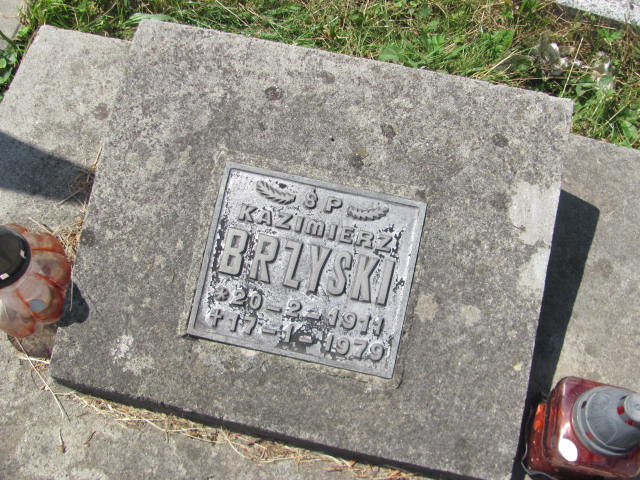 ŚP
KAZIMIERZ
BRZYSKI
*20-2-1911
+17-1-1979